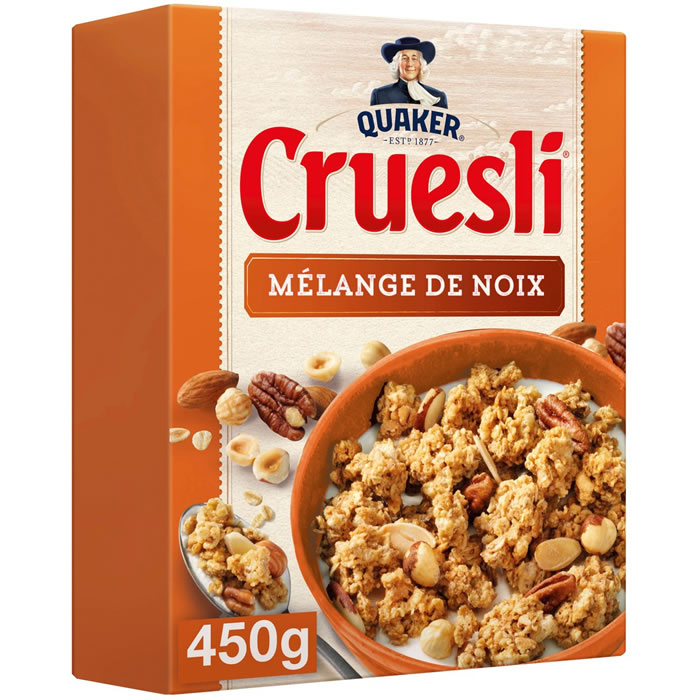 QUAKER®
-ESTD 1877-
Cruesli®
MÉLANGE DE NOIX
450g